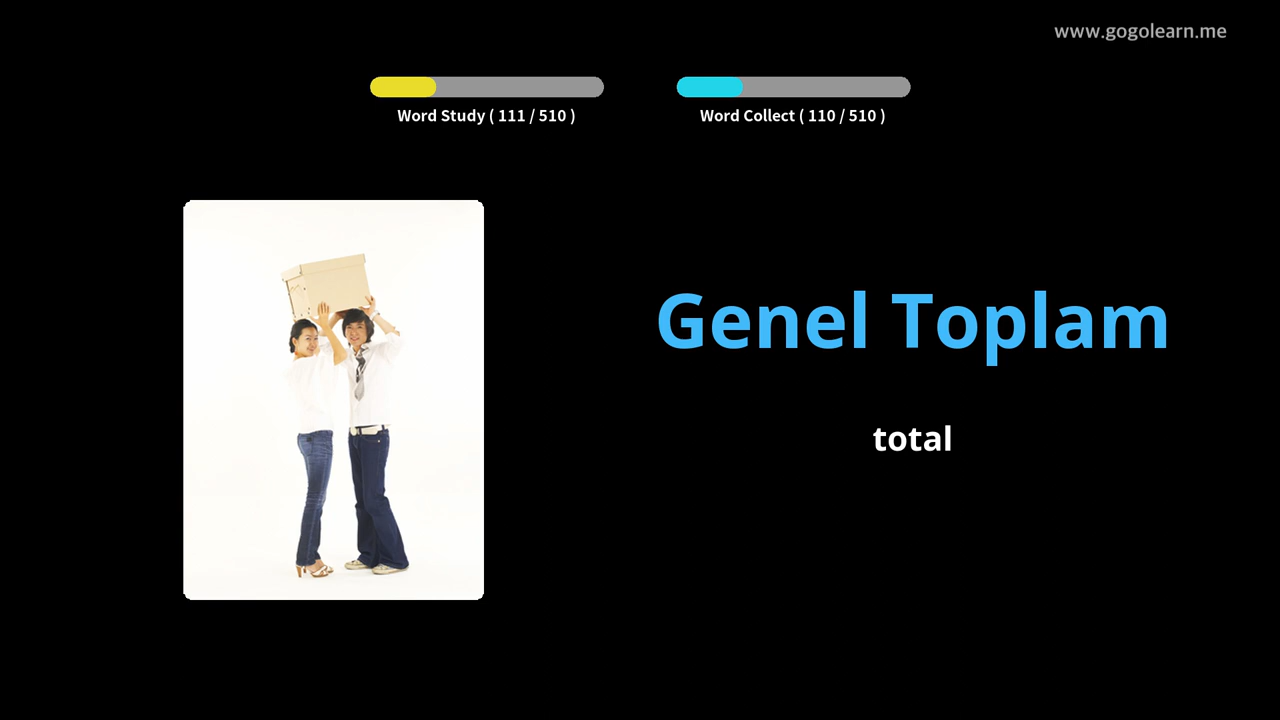 www.gogolearn.me
Word Study ( 111 / 510 )
Word Collect ( 110 / 510 )
Genel Toplam
total